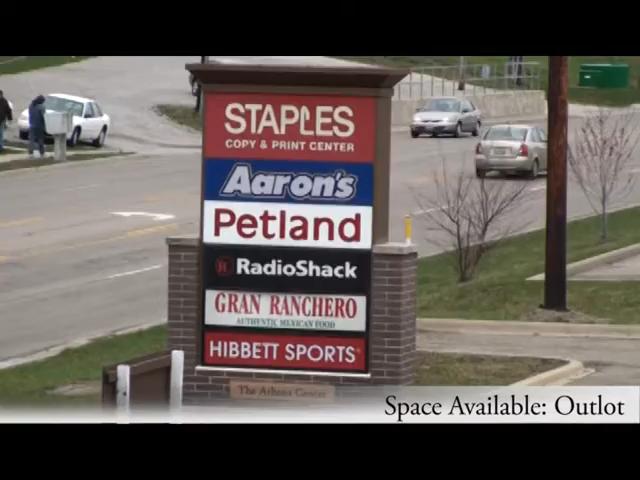 STAPLES
COPY & PRINT CENTER
Aaron's
Petland
R RadioShack
GRAN RANCHERO
AUTHENTIC MEXICAN FOOD
HIBBETT SPORTS
The Athens Center
Space Available: Outlot